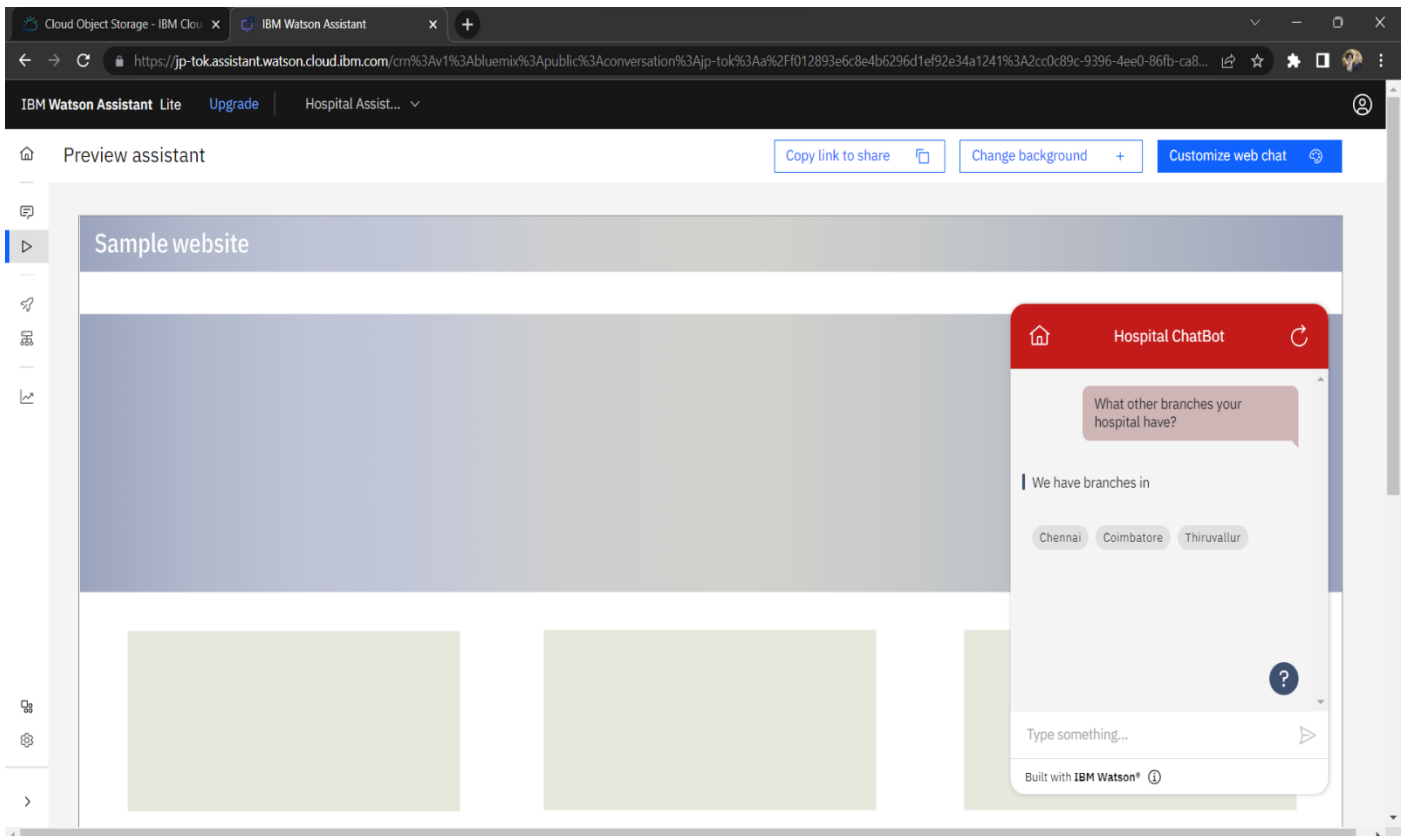 Cloud Object Storage - IBM Clou
IBM Watson Assistant
https://jp-tok.assistant.watson.cloud.ibm.com/crn%3Av1%3Abluemix%3Apublic%3Aconversation%3Ajp-tok%3Aa%2Ff012893e6c8e4b6296d1ef92e34a1241%3A2cc0c89c-9396-4ee0-86fb-ca8...
IBM Watson Assistant Lite Upgrade Hospital Assist...
Preview assistant
Copy link to share
Change background +
Customize web chat
Sample website
Hospital ChatBot
What other branches your
hospital have?
We have branches in
Chennai Coimbatore Thiruvallur
?
Type something...
Built with IBM Watson®